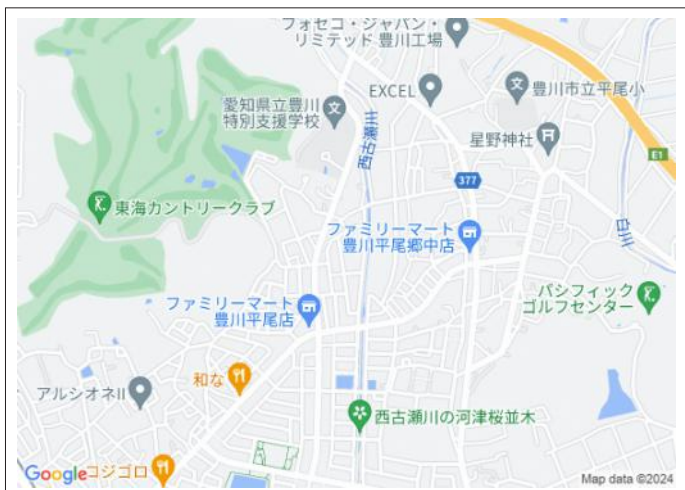 フォセコ・ジャパン・
リミテッド 豊川工場
EXCEL
豊川市立平尾小
愛知県立豊川
特別支援学校
西古瀬川
星野神社
E1
377
東海カントリークラブ
ファミリーマート
豊川平尾郷中店
白川
パシフィック
ゴルフセンター
ファミリーマート
豊川平尾店
和な
アルシオネII
西古瀬川の河津桜並木
Google
コジゴロ
Map data ©2024